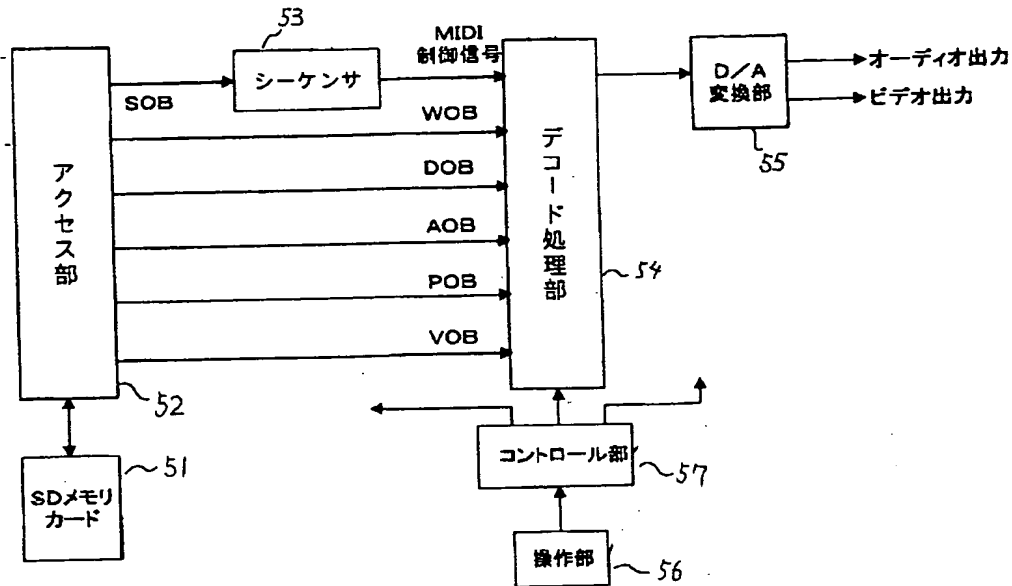 53
シーケンサ
MIDI
制御信号
D/A
変換部
オーディオ出力
ビデオ出力
55
SOB
WOB
DOB
AOB
POB
VOB
アクセス部
デコード処理部
54
52
51
SDメモリ
カード
コントロール部
57
操作部
56